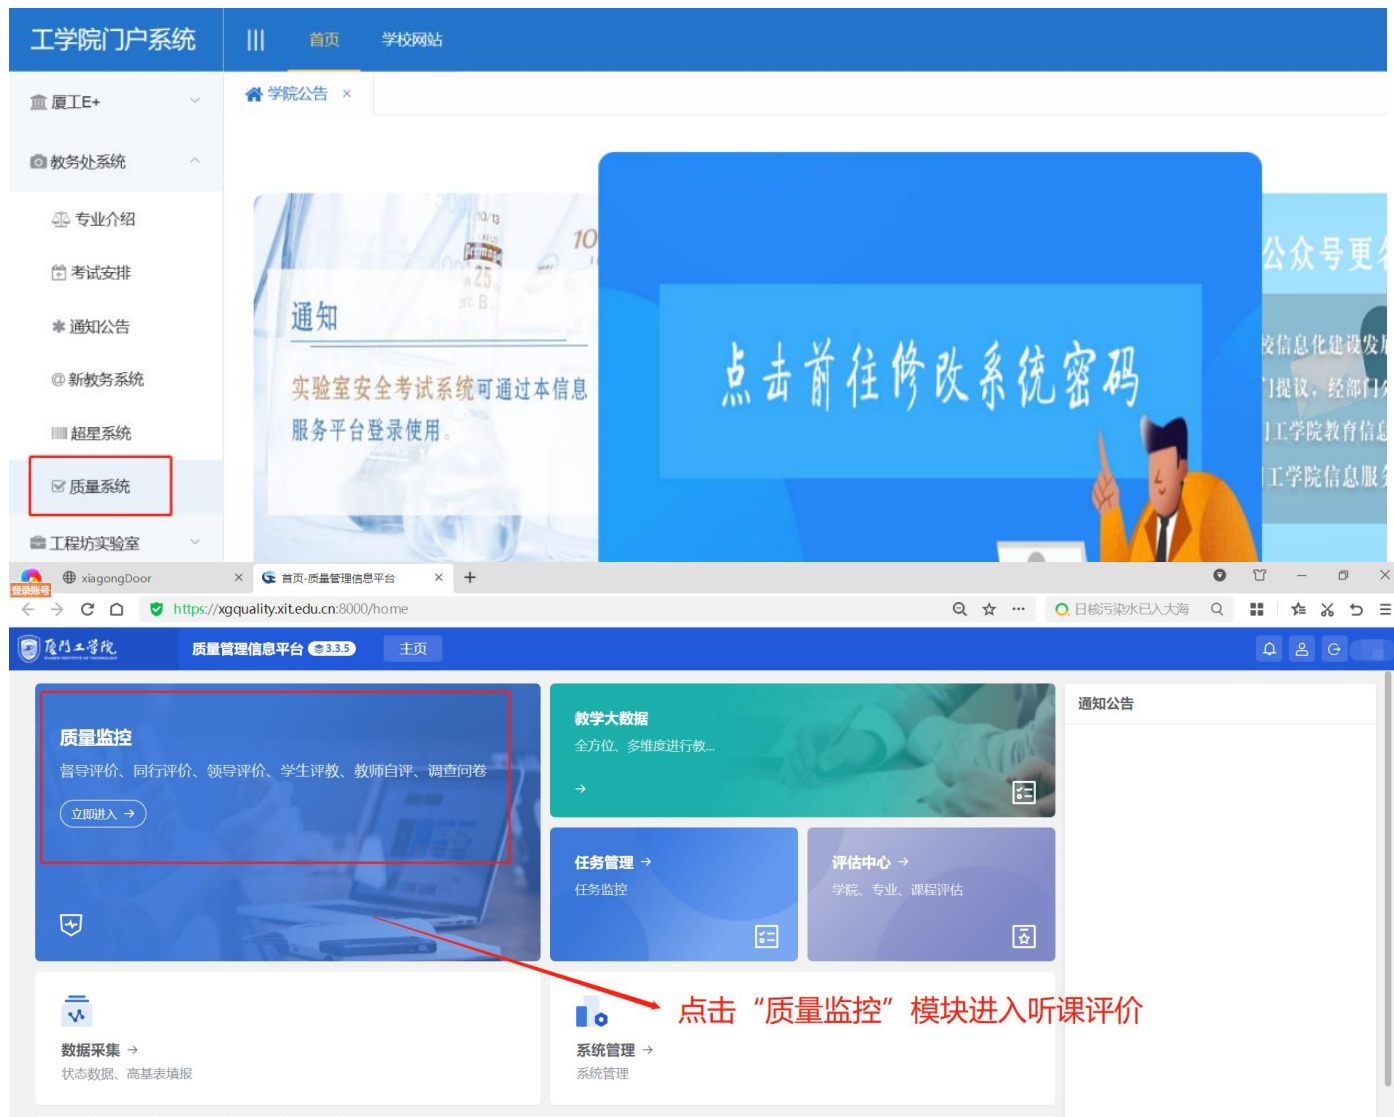 工学院门户系统
首页
学校网站
厦工E+
学院公告 ×
教务处系统
专业介绍
考试安排
通知公告
@新教务系统
超星系统
质量系统
工程坊实验室
通知
实验室安全考试系统可通过本信息
服务平台登录使用。
点击前往修改系统密码
公众号更名
校信息化建设发展
门提议，经部门
门工学院教育信息
门工学院信息服务
登录账号
xiagongDoor
首页-质量管理信息平台
https://xgquality.xit.edu.cn:8000/home
日核污染水已入大海
厦门工学院
质量管理信息平台 3.3.5
主页
质量监控
督导评价、同行评价、领导评价、学生评教、教师自评、调查问卷
立即进入 →
教学大数据
全方位、多维度进行教...
→
通知公告
任务管理 →
任务监控
评估中心 →
学院、专业、课程评估
点击“质量监控”模块进入听课评价
数据采集 →
状态数据、高基表填报
系统管理 →
系统管理